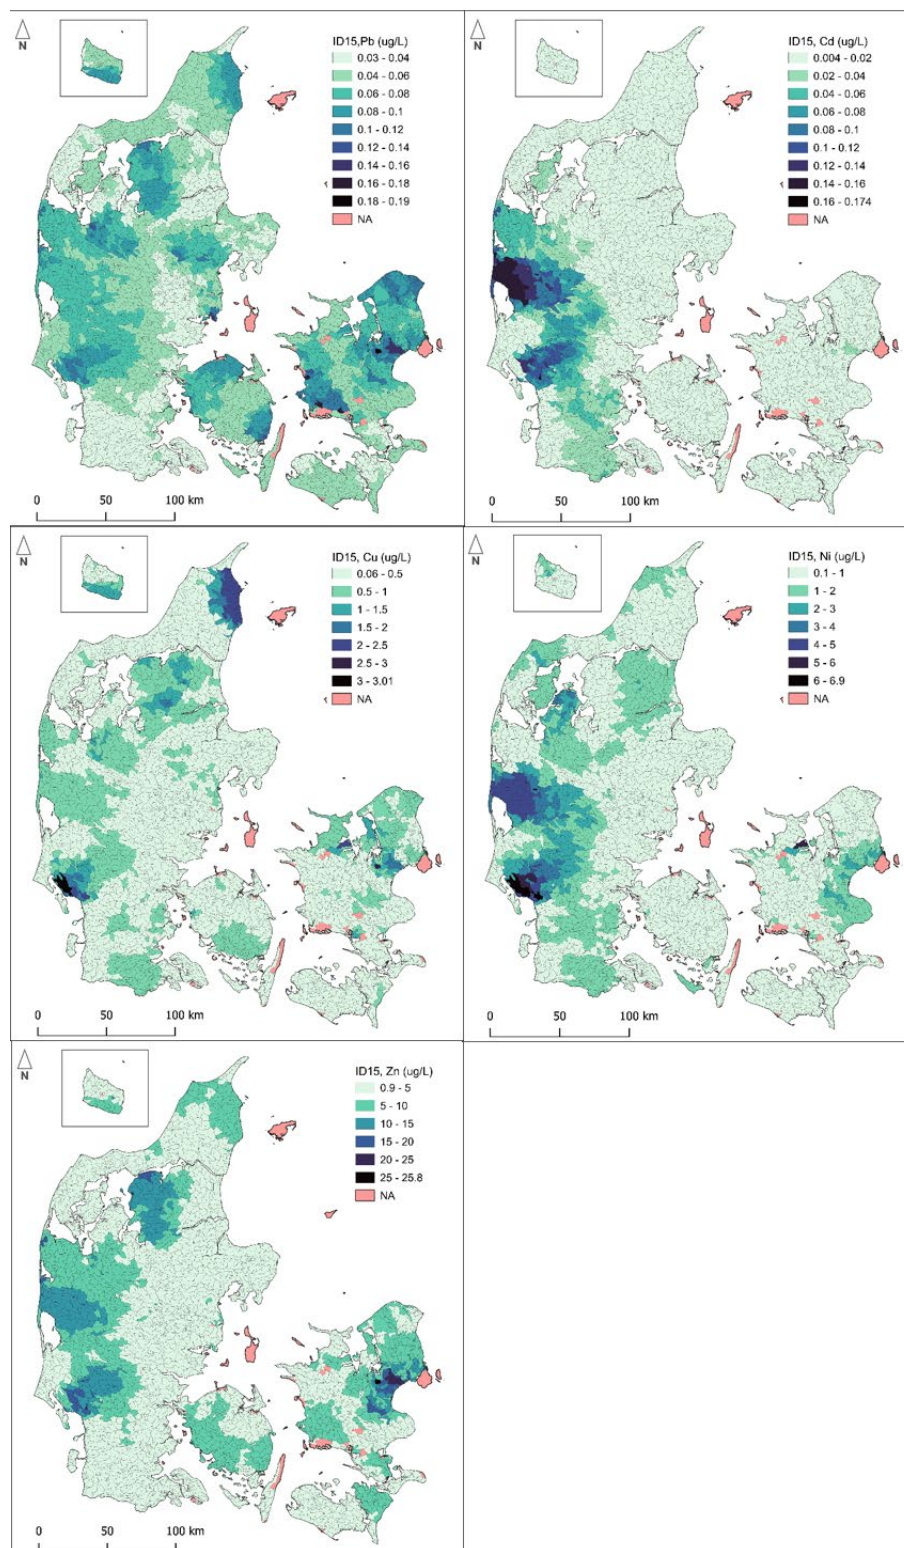 N
ID15,Pb (ug/L)
0.03 - 0.04
0.04 - 0.06
0.06 - 0.08
0.08 - 0.1
0.1 - 0.12
0.12 - 0.14
0.14 - 0.16
0.16 - 0.18
0.18 - 0.19
NA
0 50 100 km
N
ID15, Cd (ug/L)
0.004 - 0.02
0.02 - 0.04
0.04 - 0.06
0.06 - 0.08
0.08 - 0.1
0.1 - 0.12
0.12 - 0.14
0.14 - 0.16
0.16 - 0.174
NA
0 50 100 km
N
ID15, Cu (ug/L)
0.06 - 0.5
0.5 - 1
1 - 1.5
1.5 - 2
2 - 2.5
2.5 - 3
3 - 3.01
NA
0 50 100 km
N
ID15, Ni (ug/L)
0.1 - 1
1 - 2
2 - 3
3 - 4
4 - 5
5 - 6
6 - 6.9
NA
0 50 100 km
N
ID15, Zn (ug/L)
0.9 - 5
5 - 10
10 - 15
15 - 20
20 - 25
25 - 25.8
NA
0 50 100 km